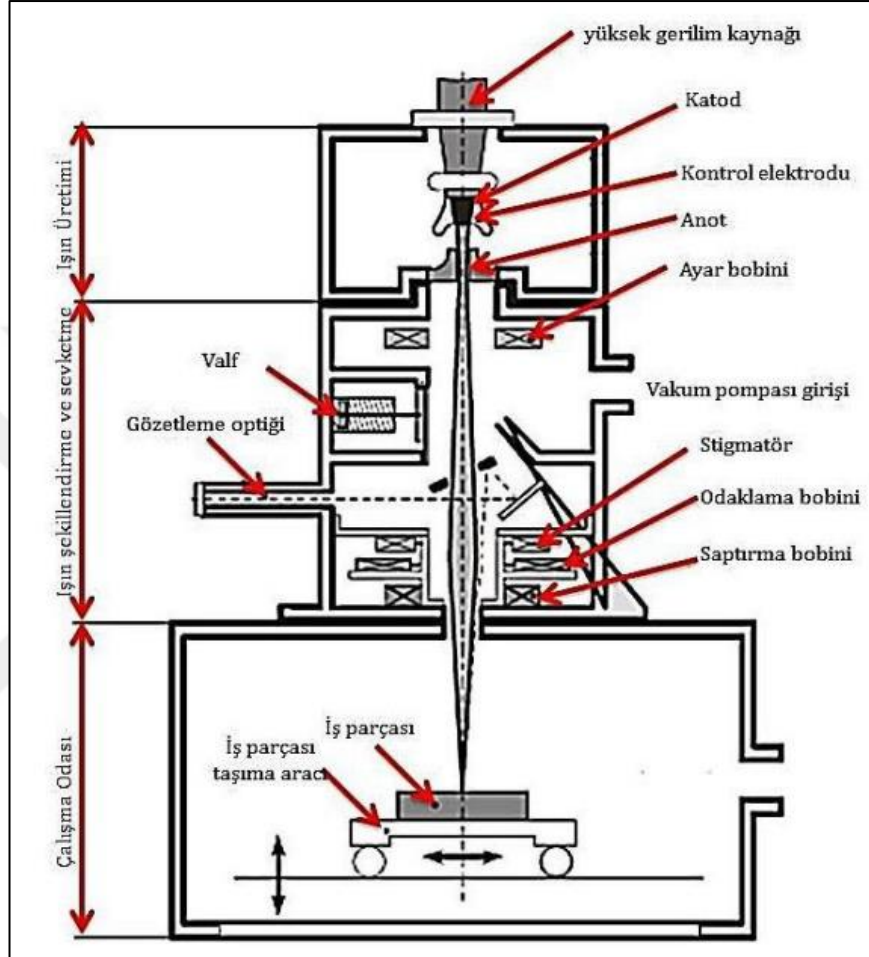 yüksek gerilim kaynağı
Katod
Kontrol elektrodu
Anot
Ayar bobini
Vakum pompası girişi
Stigmatör
Odaklama bobini
Saptırma bobini
Valf
Gözetleme optiği
İş parçası
İş parçası
taşıma aracı
Işın Üretimi
Işın şekillendirme ve sevketme
Çalışma Odası